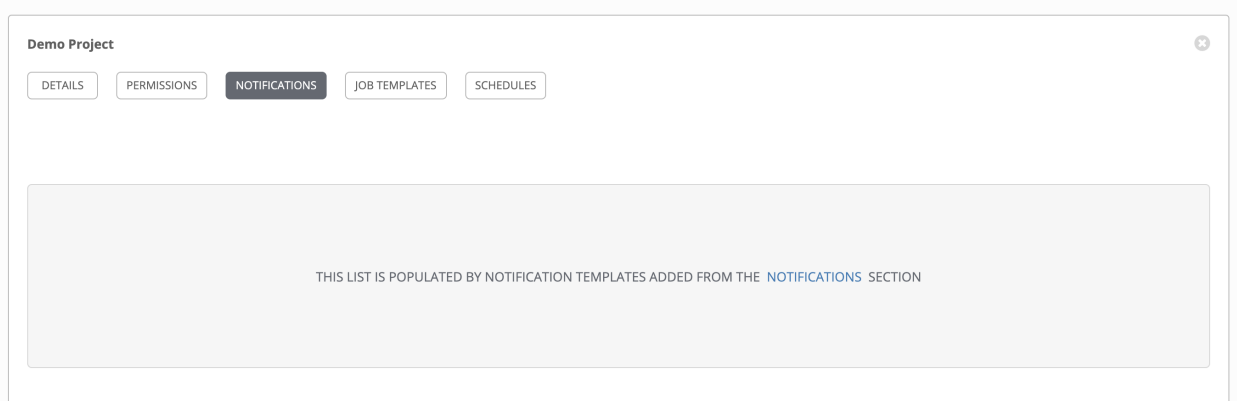 Demo Project
DETAILS PERMISSIONS NOTIFICATIONS JOB TEMPLATES SCHEDULES
THIS LIST IS POPULATED BY NOTIFICATION TEMPLATES ADDED FROM THE NOTIFICATIONS SECTION